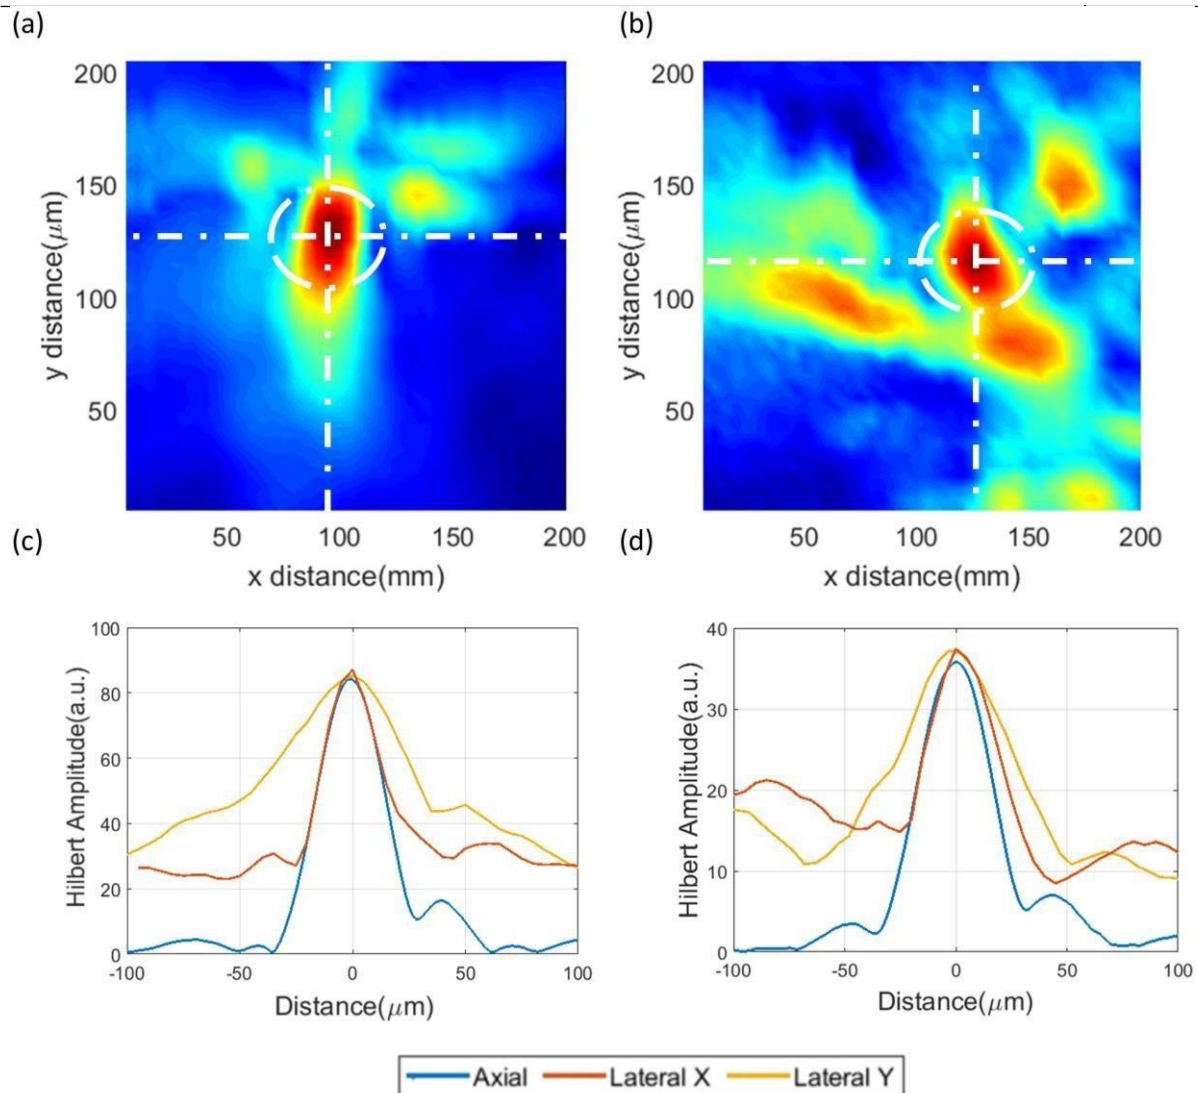 (a)
(b)
200
150
100
50
y distance(μm)
50 100 150 200
x distance(mm)
200
150
100
50
y distance(μm)
50 100 150 200
x distance(mm)
(c)
(d)
100
80
60
40
20
0
Hilbert Amplitude(a.u.)
-100 -50 0 50 100
Distance(μm)
40
30
20
10
0
Hilbert Amplitude(a.u.)
-100 -50 0 50 100
Distance(μm)
Axial Lateral X Lateral Y